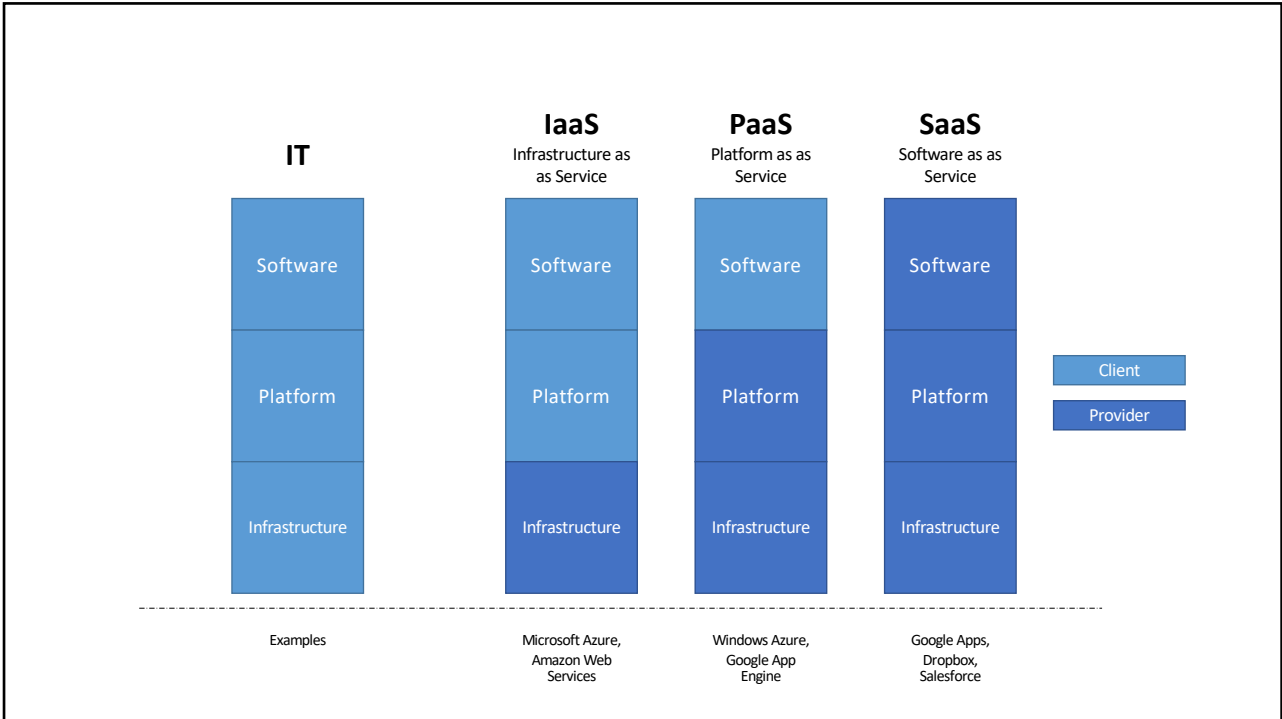 IT
IaaS
Infrastructure as
as Service
PaaS
Platform as as
Service
SaaS
Software as as
Service
Software
Software
Software
Software
Platform
Platform
Platform
Platform
Infrastructure
Infrastructure
Infrastructure
Infrastructure
Client
Provider
Examples
Microsoft Azure,
Amazon Web
Services
Windows Azure,
Google App
Engine
Google Apps,
Dropbox,
Salesforce